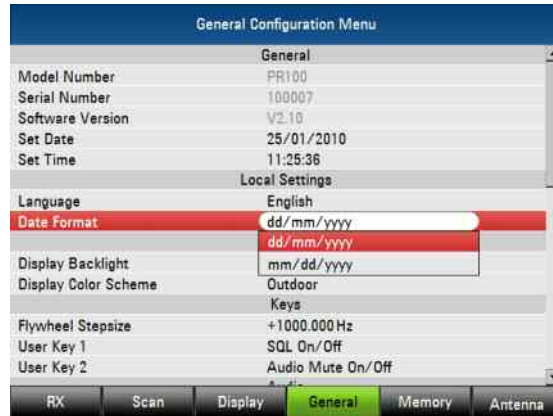 General Configuration Menu
General
Model Number PR100
Serial Number 100007
Software Version V2.10
Set Date 25/01/2010
Set Time 11:25:36
Local Settings
Language English
Date Format dd/mm/yyyy
dd/mm/yyyy
mm/dd/yyyy
Display Backlight
Display Color Scheme Outdoor
Keys
Flywheel Stepsize +1000.000 Hz
User Key 1 SQL On/Off
User Key 2 Audio Mute On/Off
RX Scan Display General Memory Antenna